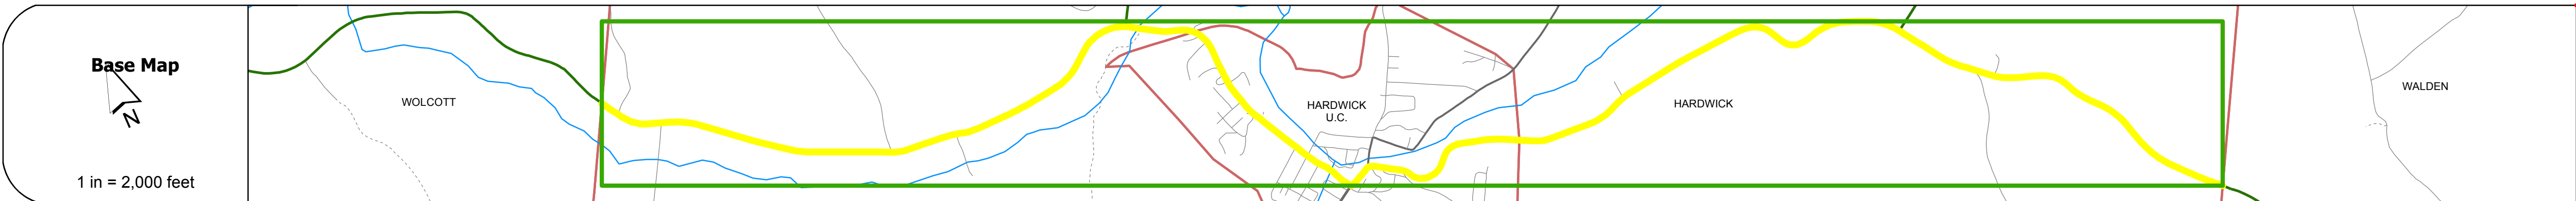 Base Map
N
1 in = 2,000 feet
WOLCOTT
HARDWICK
U.C.
HARDWICK
WALDEN